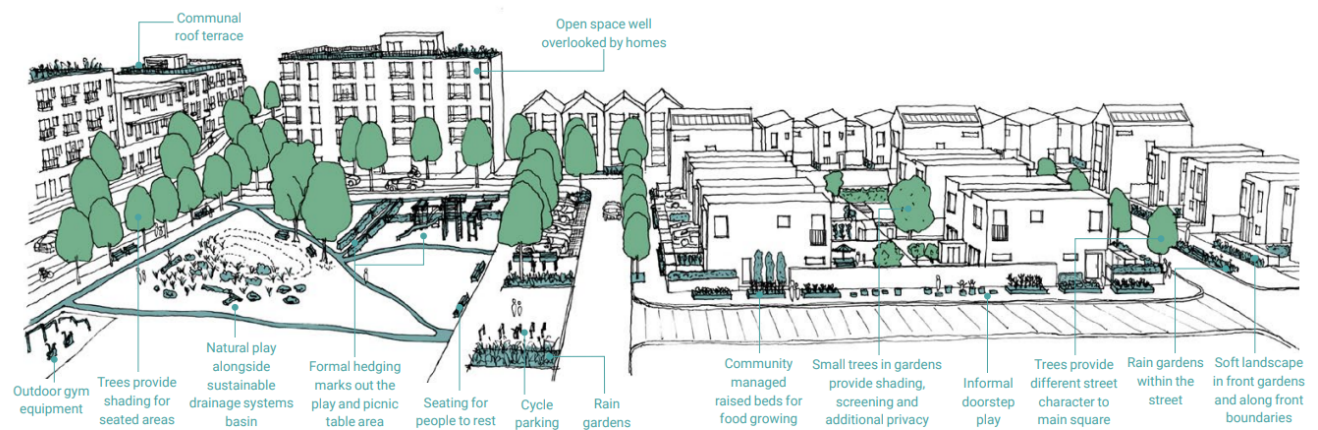 Communal
roof terrace
Open space well
overlooked by homes
Outdoor gym
equipment
Trees provide
shading for
seated areas
Natural play
alongside
sustainable
drainage systems
basin
Formal hedging
marks out the
play and picnic
table area
Seating for
people to rest
Cycle
parking
Rain
gardens
Community
managed
raised beds for
food growing
Small trees in gardens
provide shading,
screening and
additional privacy
Informal
doorstep
play
Trees provide
different street
character to
main square
Rain gardens
within the
street
Soft landscape
in front gardens
and along front
boundaries